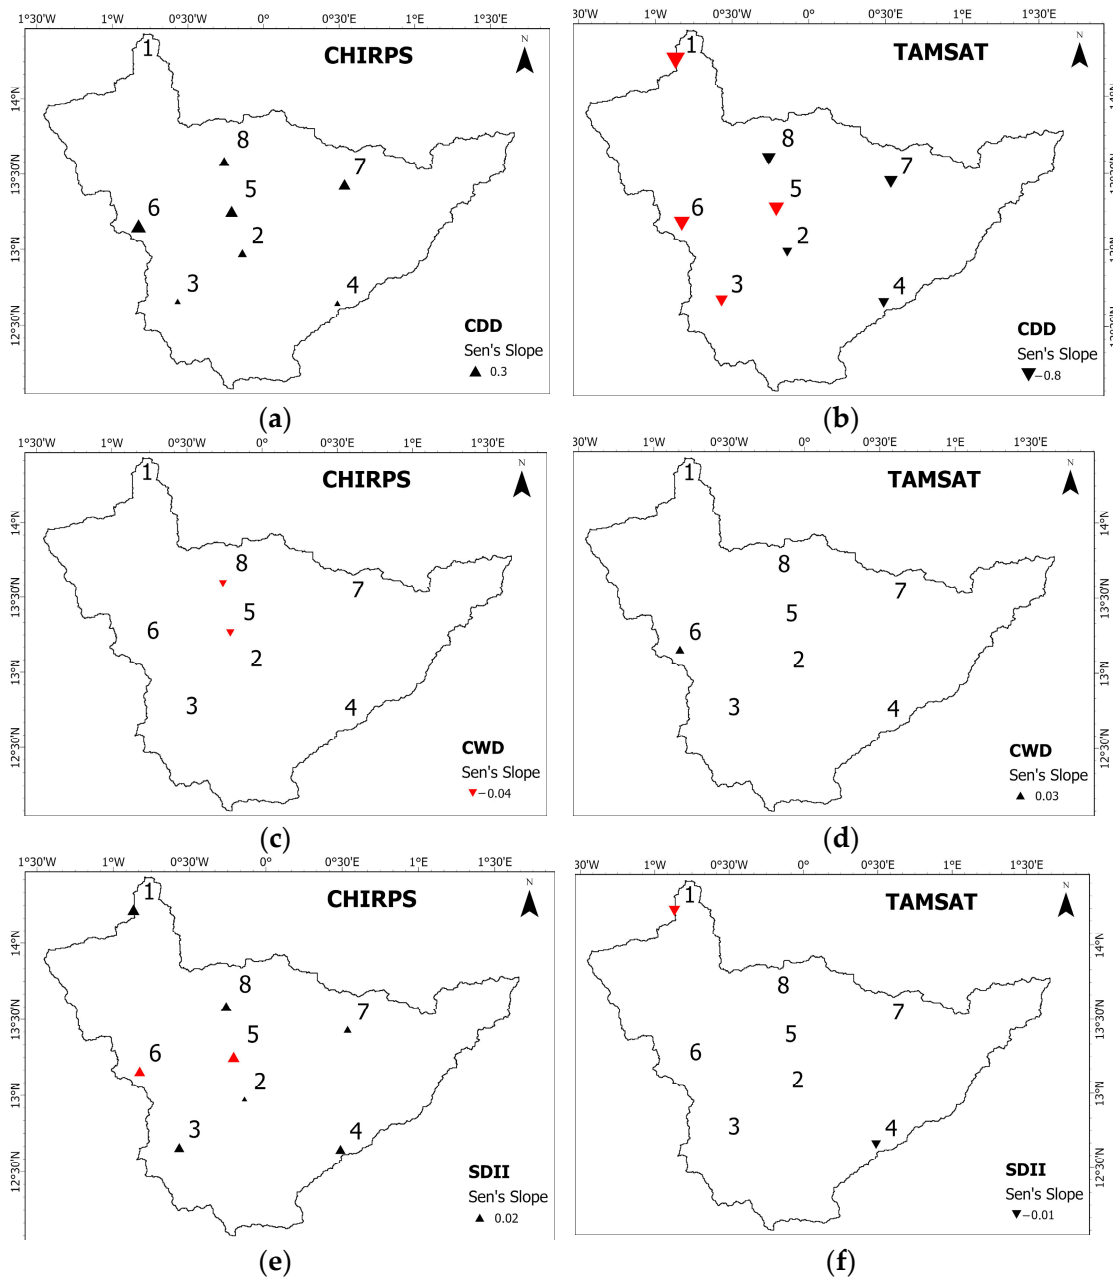 1°30'W 1°W 0°30'W 0° 0°30'E 1°E 1°30'E
CHIRPS
N
14°N
13°30'N
13°N
12°30'N
1
8
7
5
6
2
3
4
CDD
Sen's Slope
0.3
(a)
30'W 1°W 0°30'W 0° 0°30'E 1°E 1°30'E
TAMSAT
N
14°N
13°N
1
8
7
5
6
2
3
4
CDD
Sen's Slope
−0.8
(b)
1°30'W 1°W 0°30'W 0° 0°30'E 1°E 1°30'E
CHIRPS
N
14°N
13°30'N
13°N
12°30'N
1
8
7
5
6
2
3
4
CWD
Sen's Slope
−0.04
(c)
30'W 1°W 0°30'W 0° 0°30'E 1°E 1°30'E
TAMSAT
N
14°N
13°30'N
13°N
12°30'N
1
8
7
5
6
2
3
4
CWD
Sen's Slope
0.03
(d)
1°30'W 1°W 0°30'W 0° 0°30'E 1°E 1°30'E
CHIRPS
N
14°N
13°30'N
13°N
12°30'N
1
8
7
5
6
2
3
4
SDII
Sen's Slope
0.02
(e)
30'W 1°W 0°30'W 0° 0°30'E 1°E 1°30'E
TAMSAT
N
14°N
13°30'N
13°N
12°30'N
1
8
7
5
6
2
3
4
SDII
Sen's Slope
−0.01
(f)